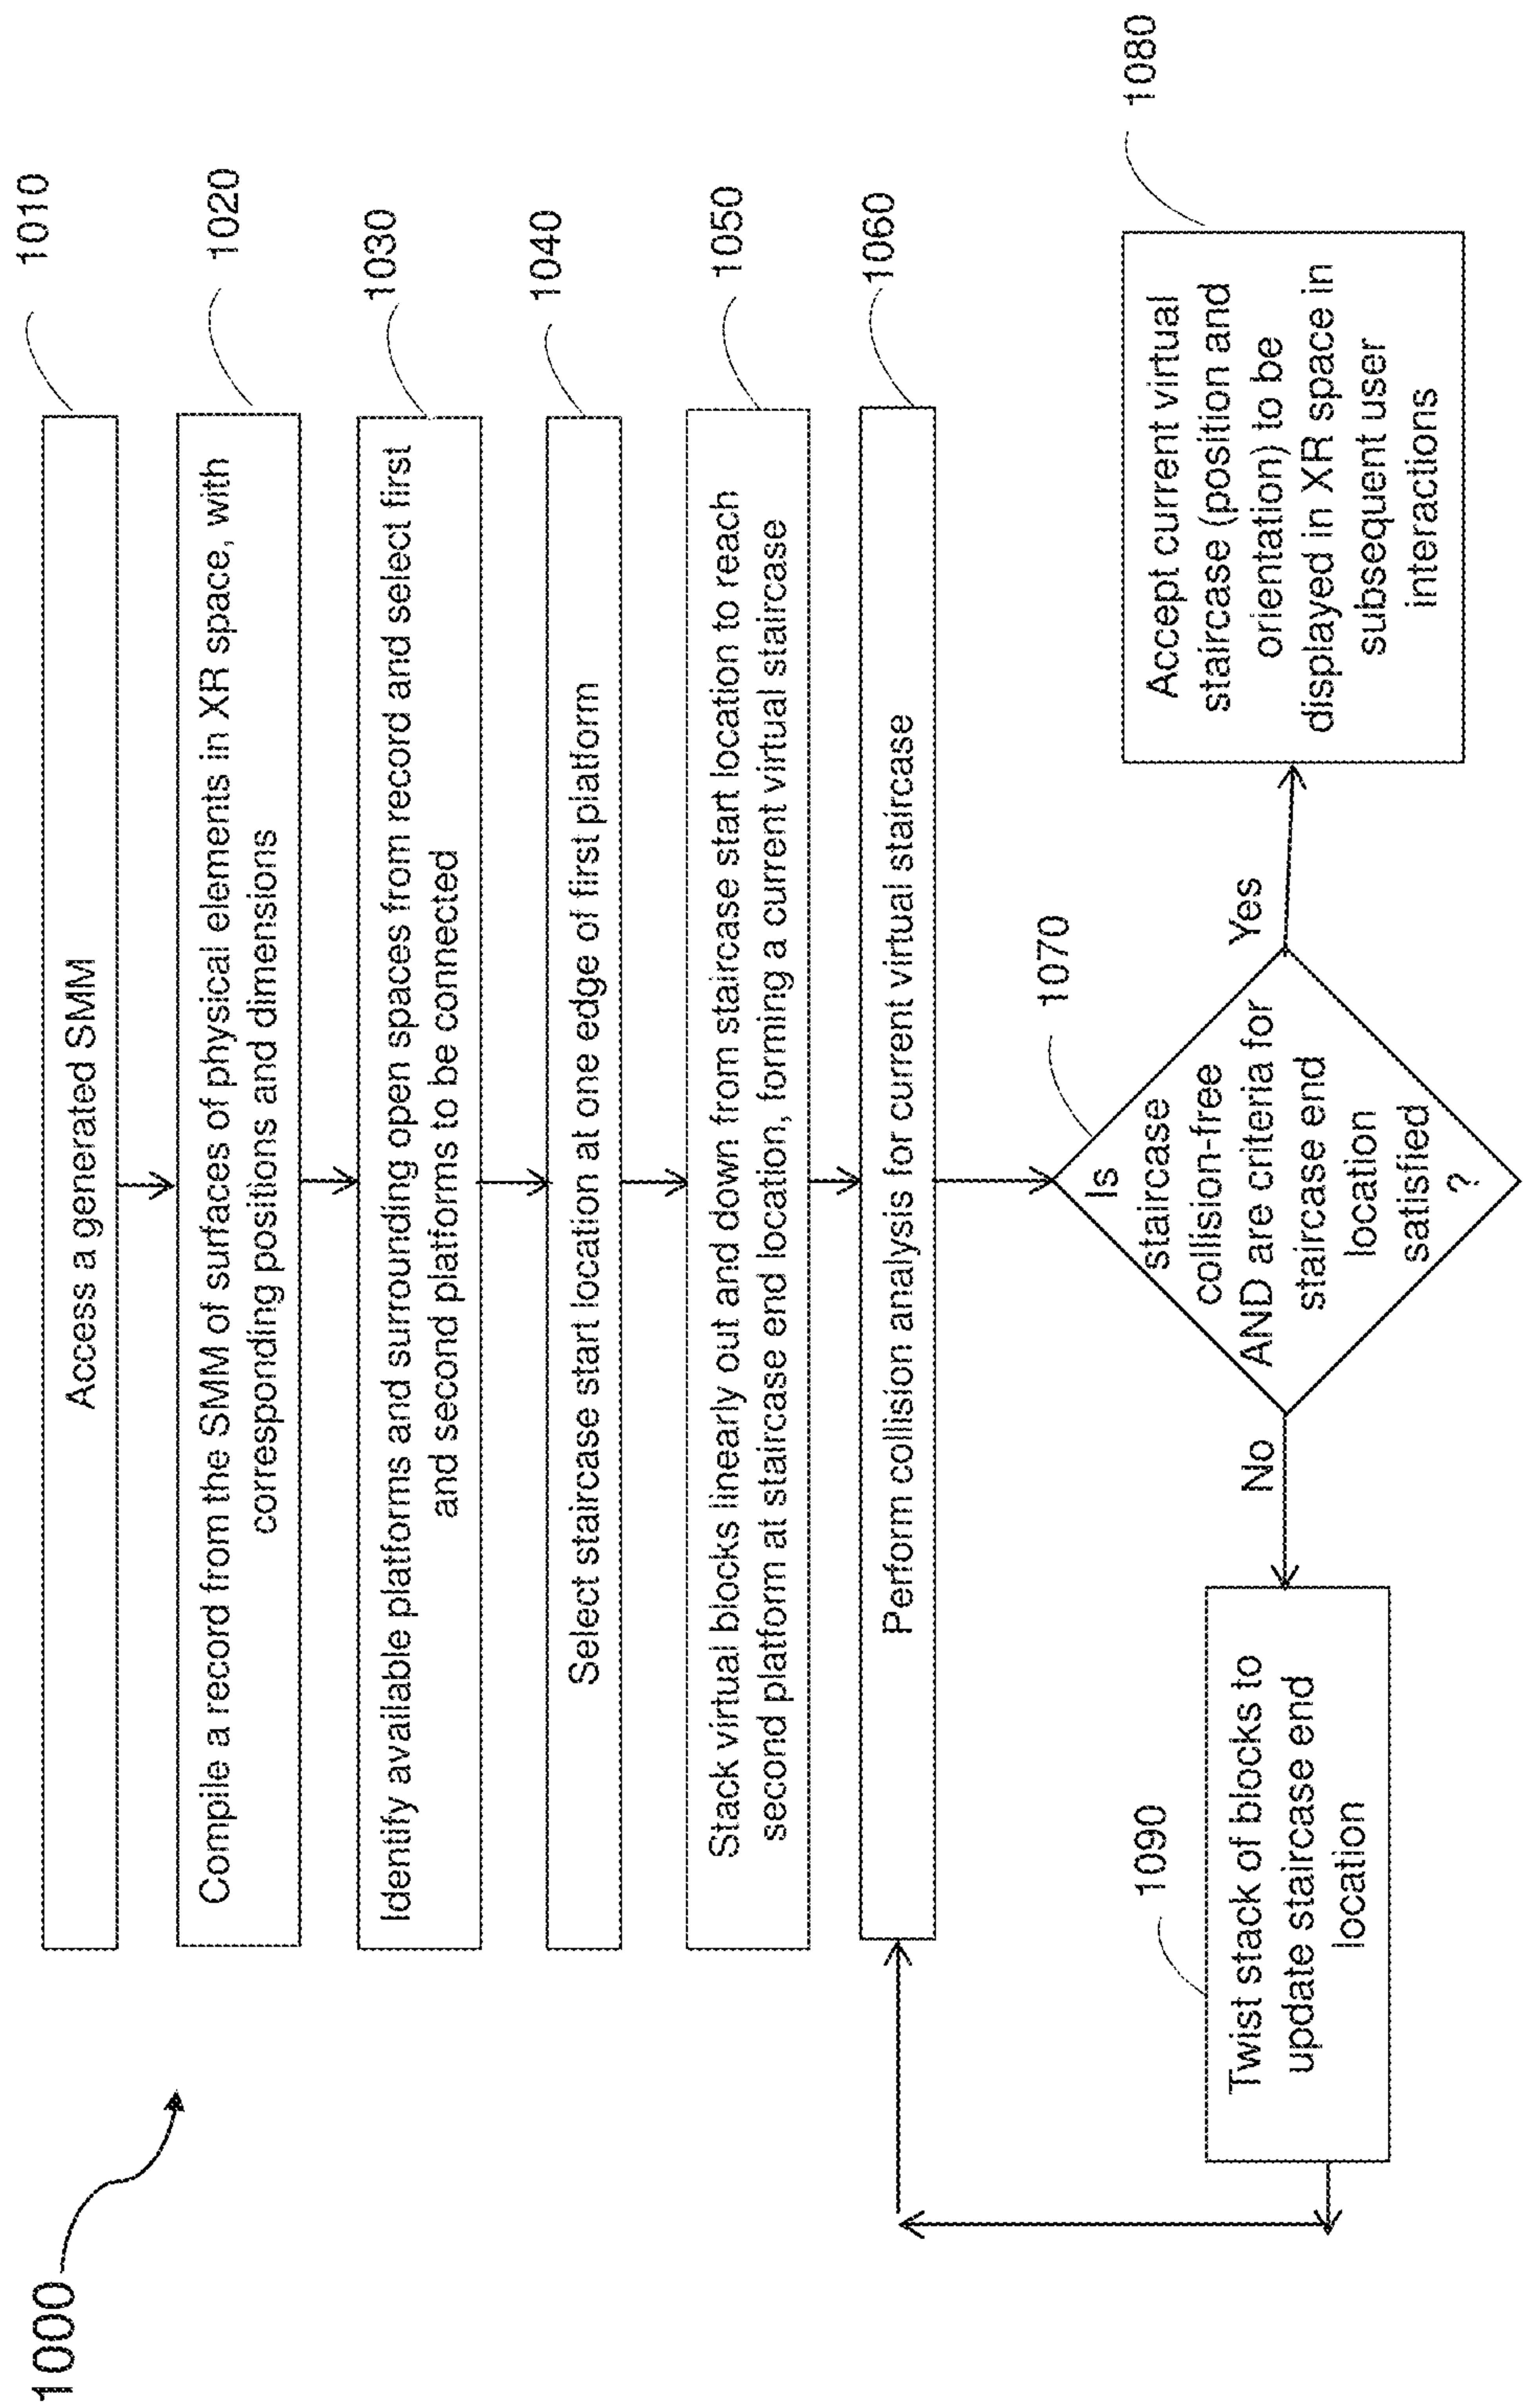 1000
1010
Access a generated SMM
1020
Compile a record from the SMM of surfaces of physical elements in XR space, with
corresponding positions and dimensions
1030
Identify available platforms and surrounding open spaces from record and select first
and second platforms to be connected
1040
Select staircase start location at one edge of first platform
1050
Stack virtual blocks linearly out and down from staircase start location to reach
second platform at staircase end location, forming a current virtual staircase
1060
Perform collision analysis for current virtual staircase
1070
Is
staircase
collision-free
AND are criteria for
staircase end
location
satisfied
?
No
Yes
1090
Twist stack of blocks to
update staircase end
location
1080
Accept current virtual
staircase (position and
orientation) to be
displayed in XR space in
subsequent user
interactions